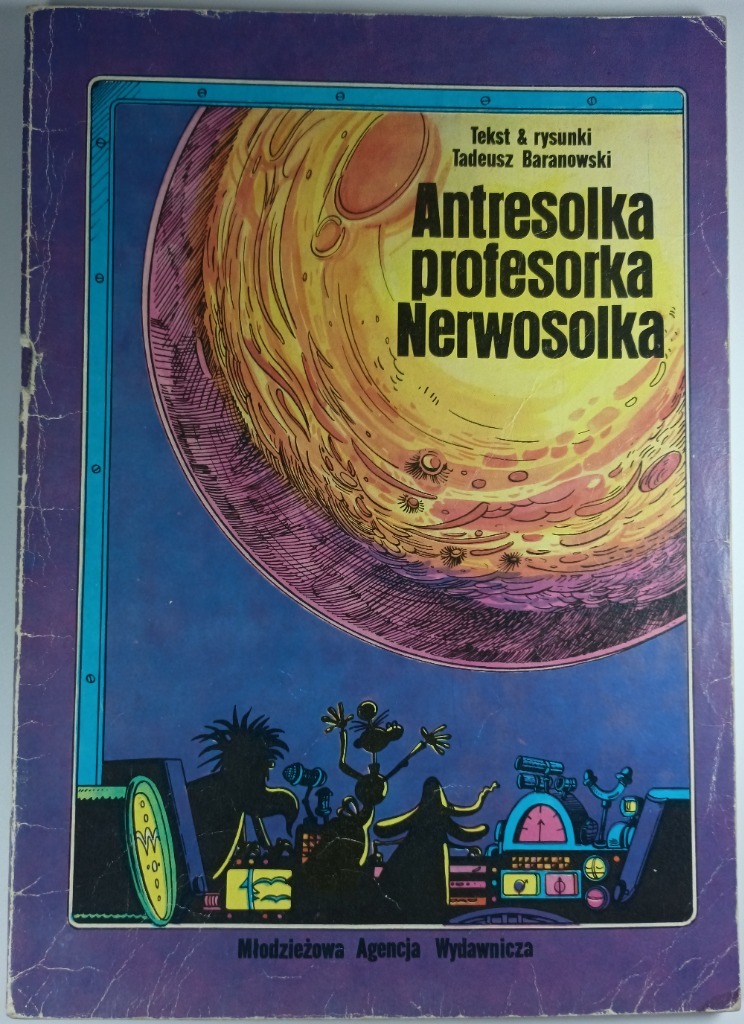 Tekst & rysunki
Tadeusz Baranowski
Antresolka
profesorka
Nerwosolka
Młodzieżowa Agencja Wydawnicza